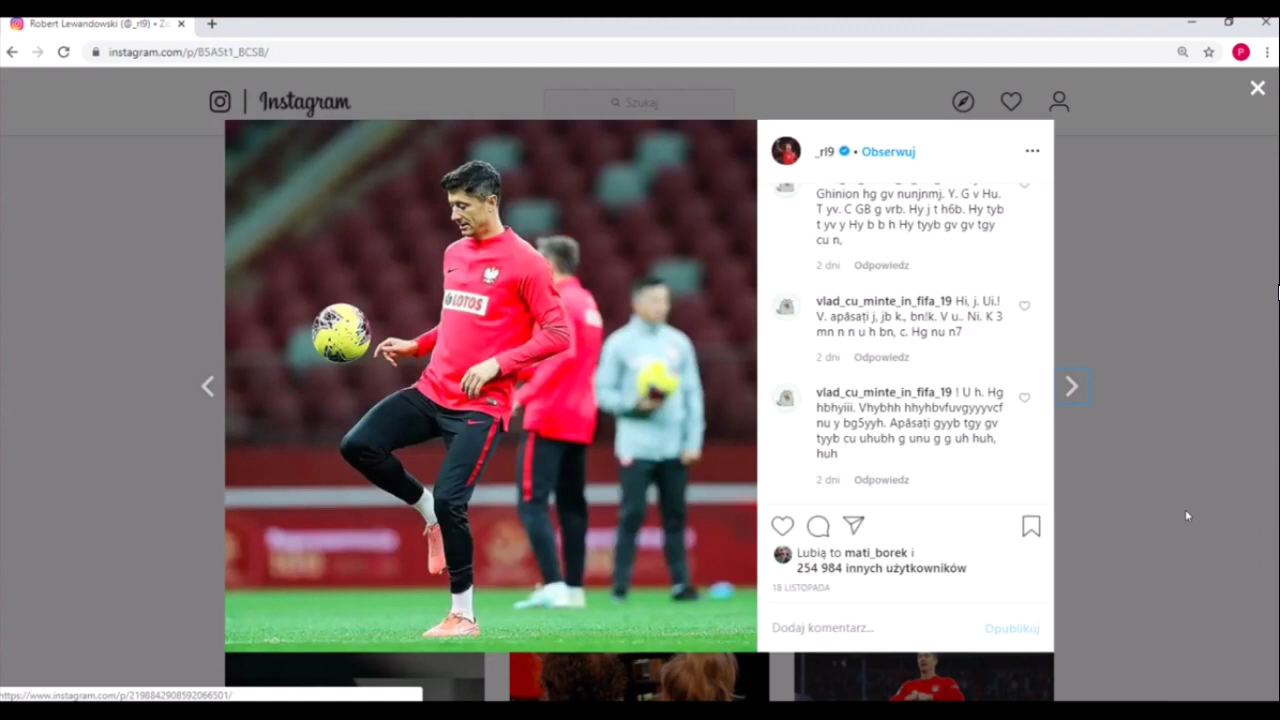 Robert Lewandowski (@_rl9) • Z
instagram.com/p/B5A5t1_BCSB/
P
Instagram
Szukaj
_rl9 • Obserwuj
Ghinion hg gv nunjnmj. Y. G v Hu.
T yv. C GB g vrb. Hy j t h6b. Hy tyb
t yv y Hy b b h Hy tyyb gv gv tgy
cu n,
2 dni Odpowiedz
vlad_cu_minte_in_fifa_19 Hi, j. Ui.!
V. apăsați j, jb k., bn!k. V u.. Ni. K 3
mn n n u h bn, c. Hg nu n7
2 dni Odpowiedz
vlad_cu_minte_in_fifa_19 ! U h. Hg
hbhyiii. Vhybhh hhyhbvfuvgyyyvcf
nu y bg5yyh. Apăsați gyyb tgy gv
tyyb cu uhubh g unu g g uh huh,
huh
2 dni Odpowiedz
LOTOS
Lubią to mati_borek i
254 984 innych użytkowników
18 LISTOPADA
Dodaj komentarz... Opublikuj
https://www.instagram.com/p/2198842908592066501/